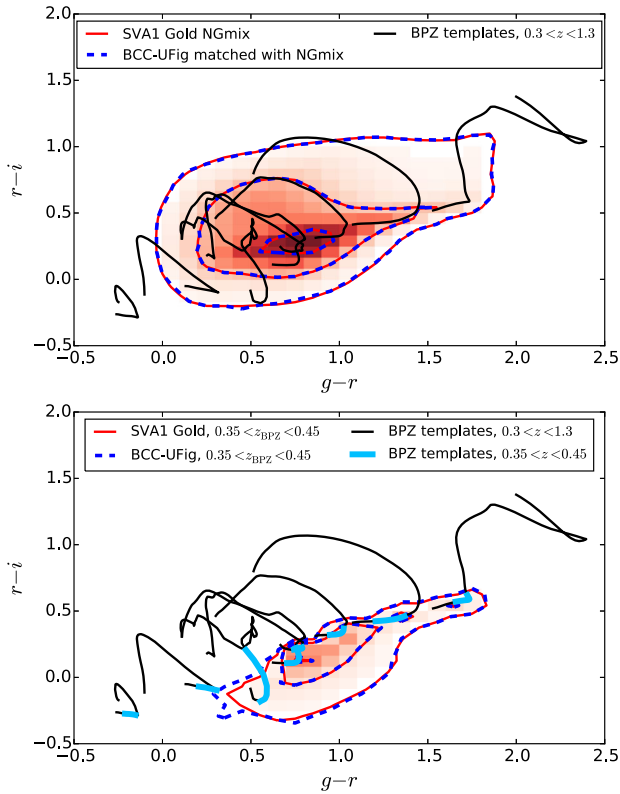 SVA1 Gold NGmix
BCC-UFig matched with NGmix
BPZ templates, 0.3<z<1.3
2.0
1.5
1.0
0.5
0.0
−0.5
r−i
−0.5 0.0 0.5 1.0 1.5 2.0 2.5
g−r
SVA1 Gold, 0.35<z_BPZ<0.45
BCC-UFig, 0.35<z_BPZ<0.45
BPZ templates, 0.3<z<1.3
BPZ templates, 0.35<z<0.45
2.0
1.5
1.0
0.5
0.0
−0.5
r−i
−0.5 0.0 0.5 1.0 1.5 2.0 2.5
g−r